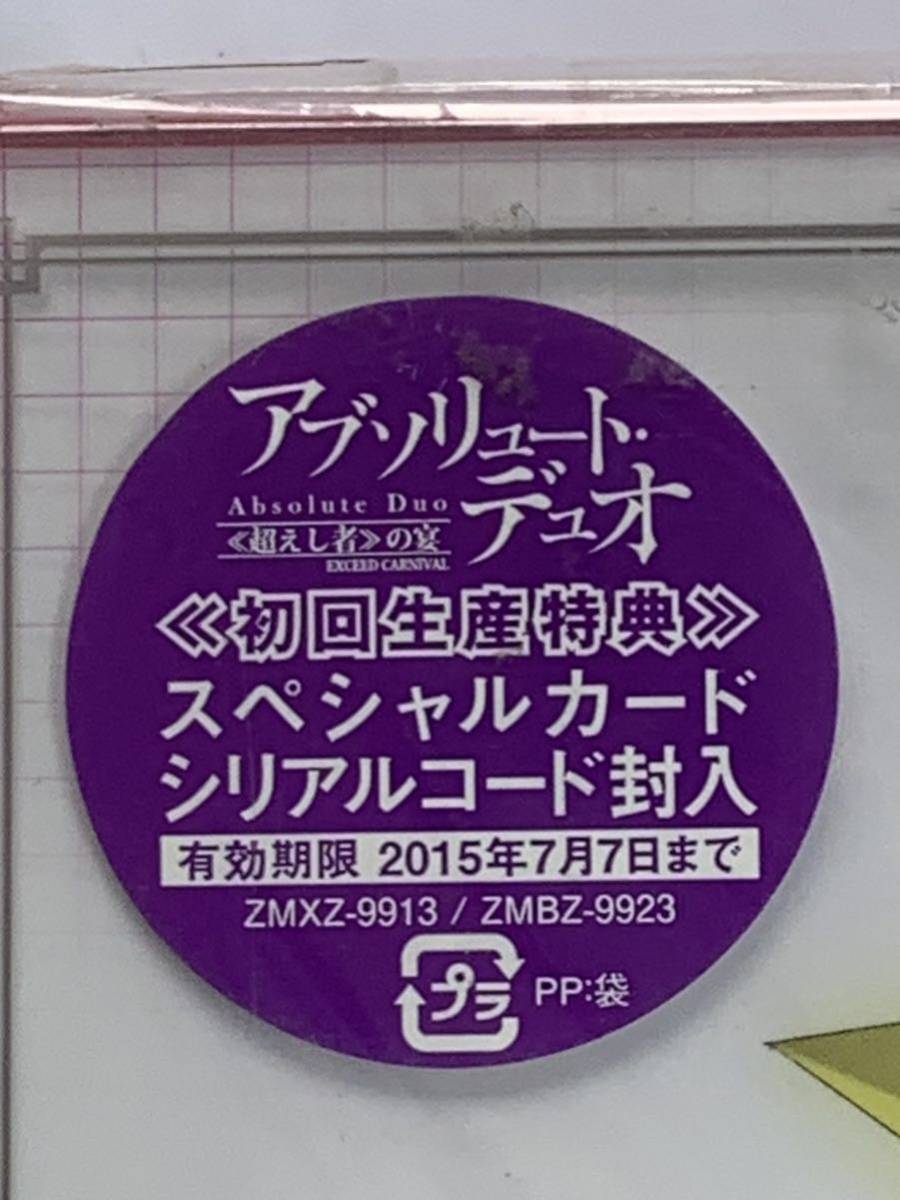 アブソリュート・
デュオ
Absolute Duo
《超えし者》の宴
EXCEED CARNIVAL
≪初回生産特典≫
スペシャルカード
シリアルコード封入
有効期限 2015年7月7日まで
ZMXZ-9913 / ZMBZ-9923
プラ PP:袋